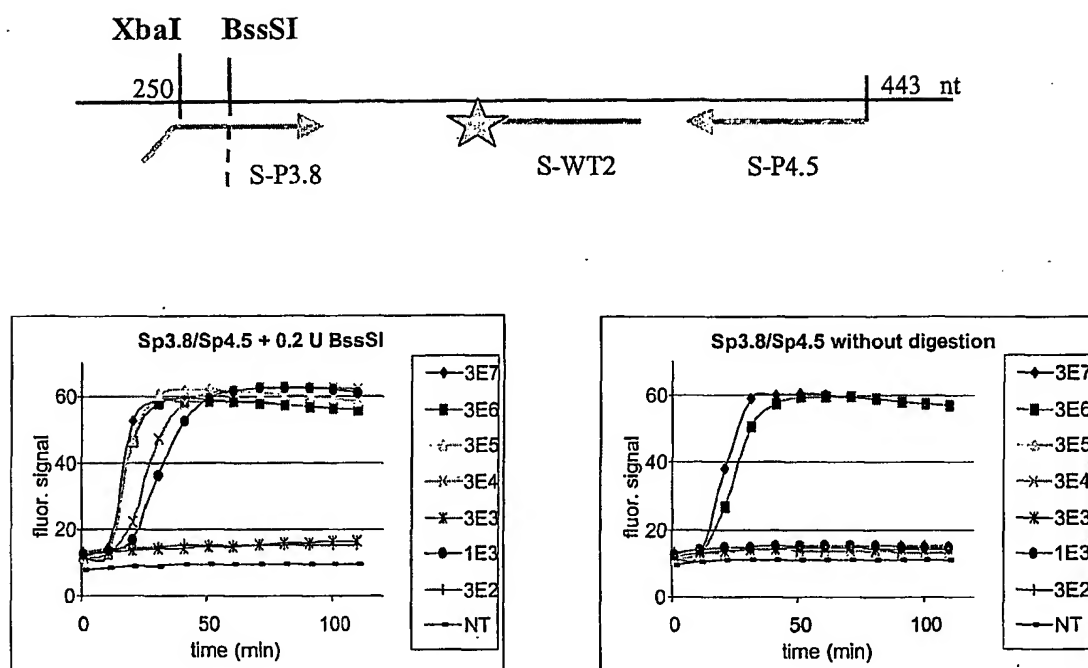 XbaI BssSI
250
443 nt
S-P3.8
S-WT2
S-P4.5
Sp3.8/Sp4.5 + 0.2 U BssSI
fluor. signal
60
40
20
0
0 50 100
time (min)
3E7
3E6
3E5
3E4
3E3
1E3
3E2
NT
Sp3.8/Sp4.5 without digestion
fluor. signal
60
40
20
0
0 50 100
time (min)
3E7
3E6
3E5
3E4
3E3
1E3
3E2
NT